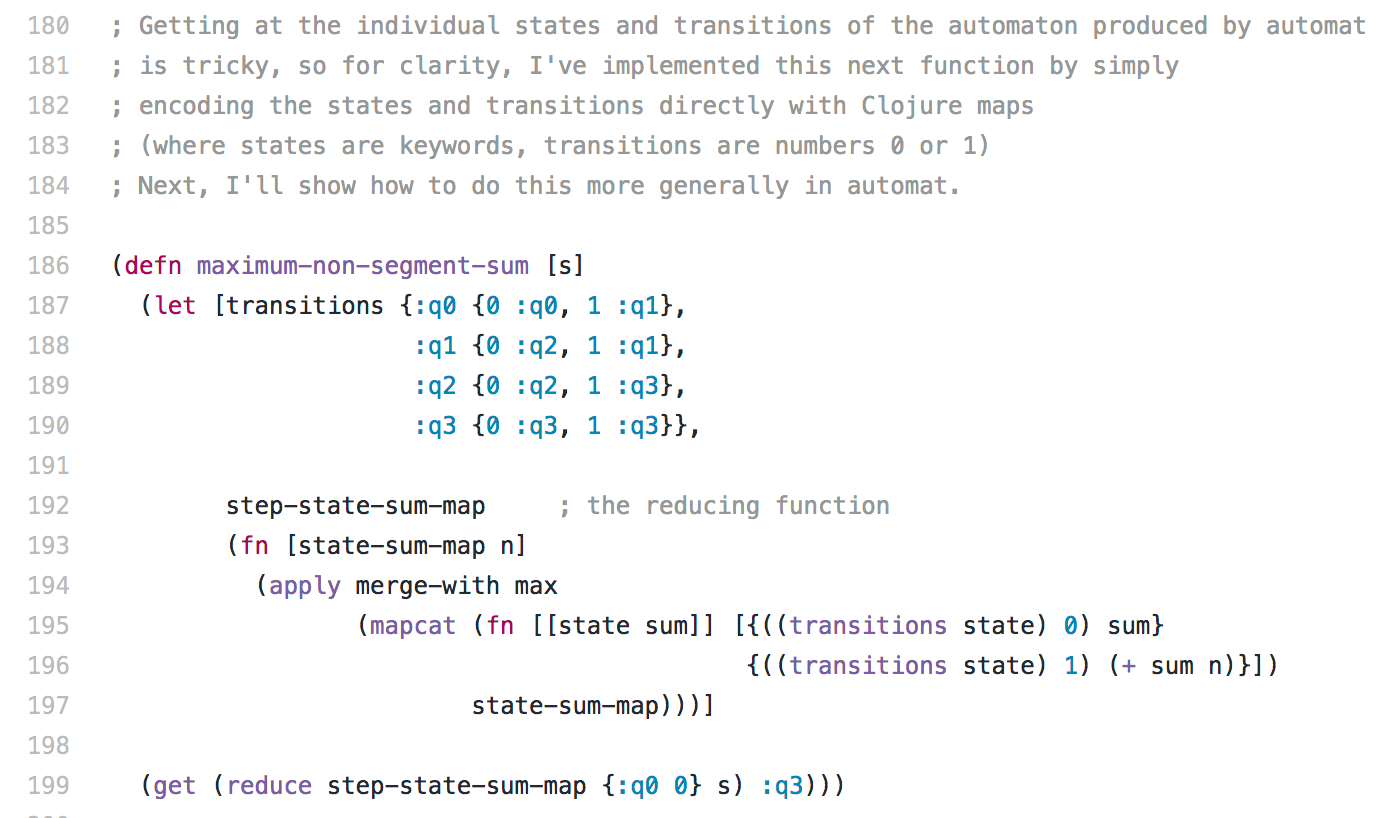 180 ; Getting at the individual states and transitions of the automaton produced by automat
181 ; is tricky, so for clarity, I've implemented this next function by simply
182 ; encoding the states and transitions directly with Clojure maps
183 ; (where states are keywords, transitions are numbers 0 or 1)
184 ; Next, I'll show how to do this more generally in automat.
185
186 (defn maximum-non-segment-sum [s]
187   (let [transitions {:q0 {0 :q0, 1 :q1},
188                      :q1 {0 :q2, 1 :q1},
189                      :q2 {0 :q2, 1 :q3},
190                      :q3 {0 :q3, 1 :q3}},
191
192         step-state-sum-map     ; the reducing function
193         (fn [state-sum-map n]
194           (apply merge-with max
195                  (mapcat (fn [[state sum]] [{((transitions state) 0) sum}
196                                             {((transitions state) 1) (+ sum n)}])
197                          state-sum-map)))]
198
199   (get (reduce step-state-sum-map {:q0 0} s) :q3)))